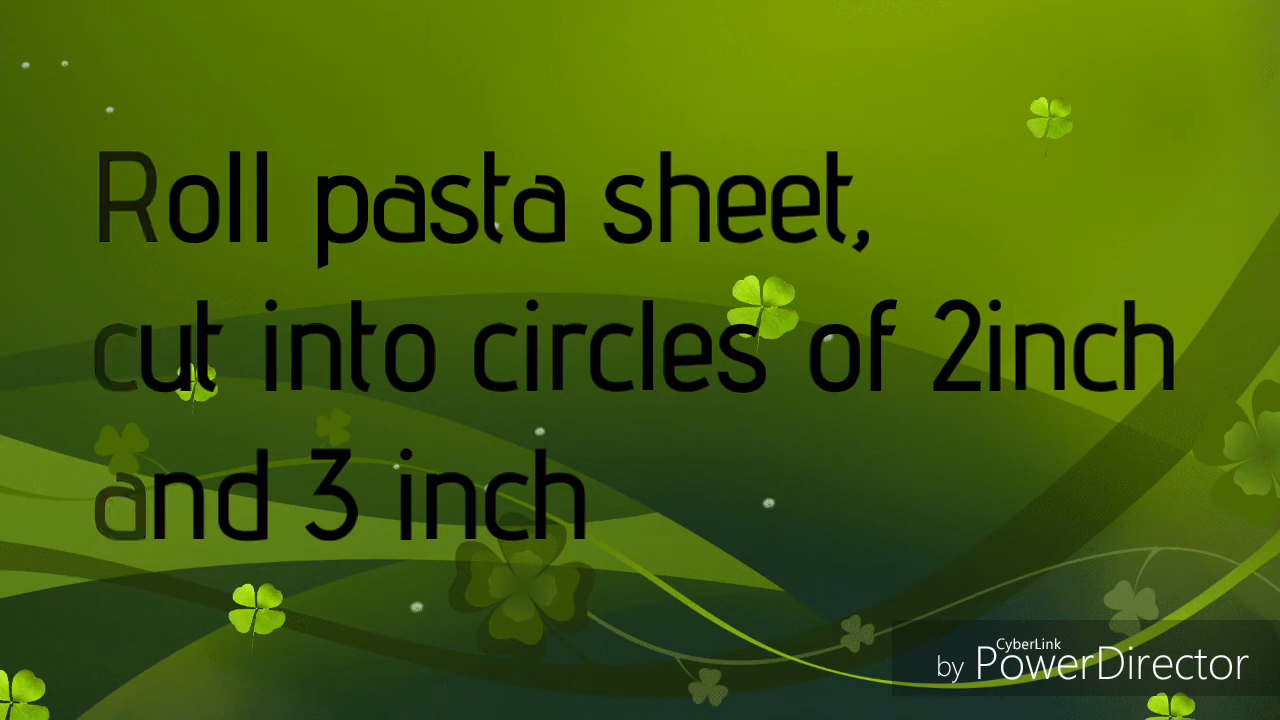 Roll pasta sheet,
cut into circles of 2inch
and 3 inch
CyberLink
by PowerDirector